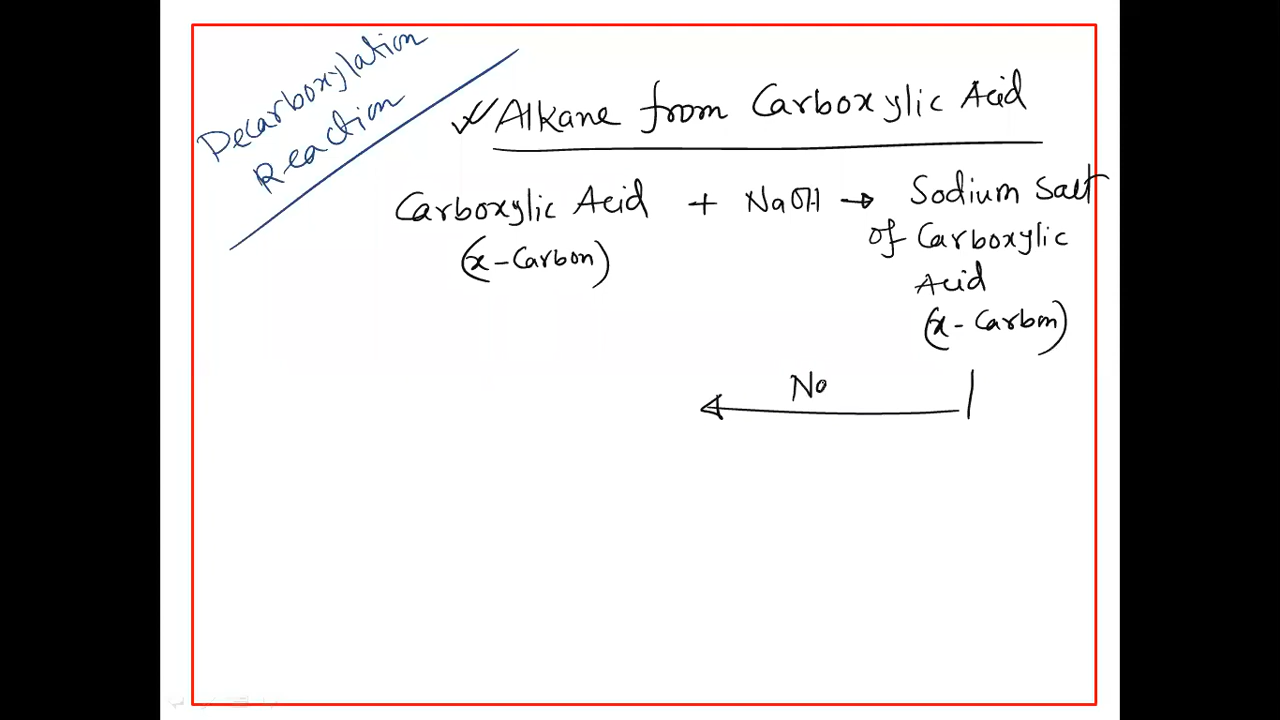 Decarboxylation
Reaction
Alkane from Carboxylic Acid
Carboxylic Acid + NaOH → Sodium Salt
of Carboxylic
Acid
(x-Carbon)
(x-Carbon)
No